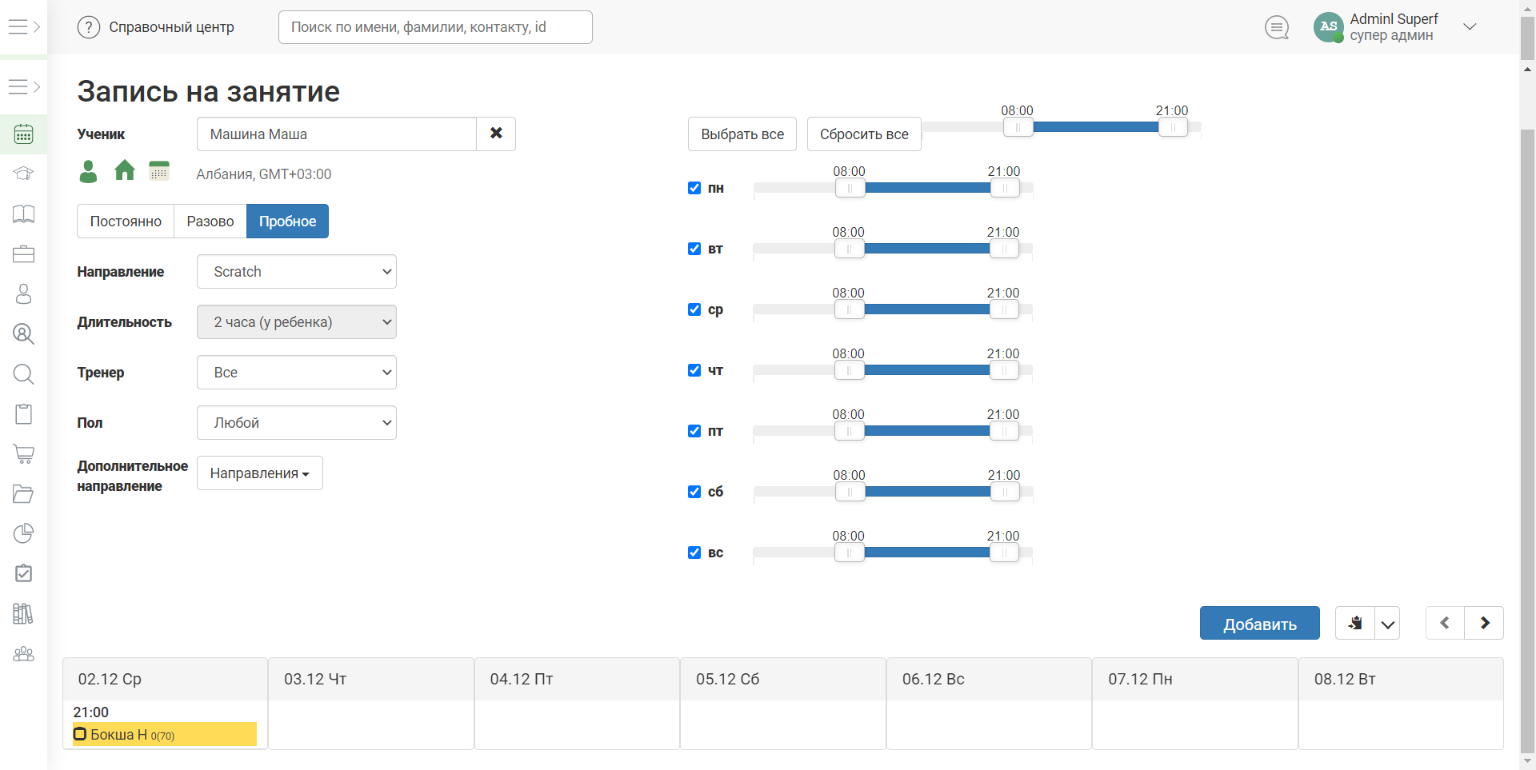 Справочный центр
Поиск по имени, фамилии, контакту, id
AS
Adminl Superf
супер админ
Запись на занятие
Ученик
Машина Маша
Албания, GMT+03:00
Постоянно
Разово
Пробное
Направление
Scratch
Длительность
2 часа (у ребенка)
Тренер
Все
Пол
Любой
Дополнительное
направление
Направления
Выбрать все
Сбросить все
08:00 21:00
08:00 21:00
пн
08:00 21:00
вт
08:00 21:00
ср
08:00 21:00
чт
08:00 21:00
пт
08:00 21:00
сб
08:00 21:00
вс
Добавить
02.12 Ср
03.12 Чт
04.12 Пт
05.12 Сб
06.12 Вс
07.12 Пн
08.12 Вт
21:00
Бокша Н 0(70)